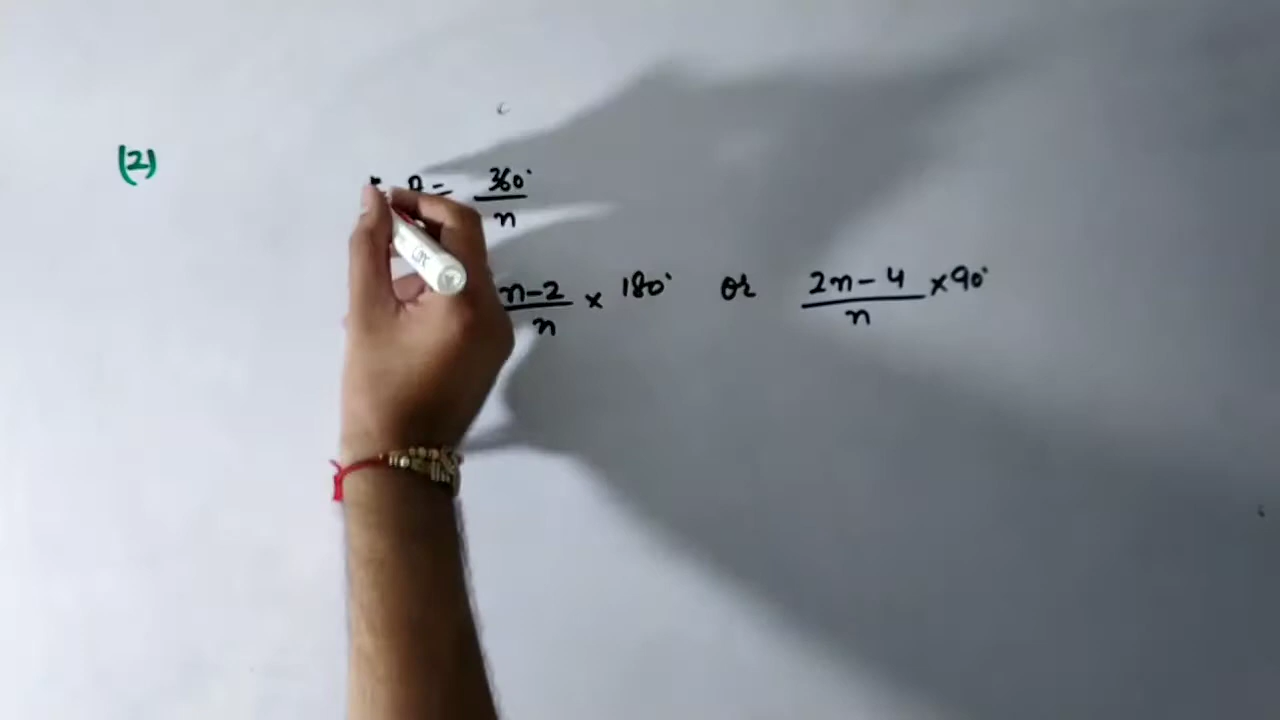 (2)
= 360°/n
n-2/n × 180° or 2n-4/n ×90°